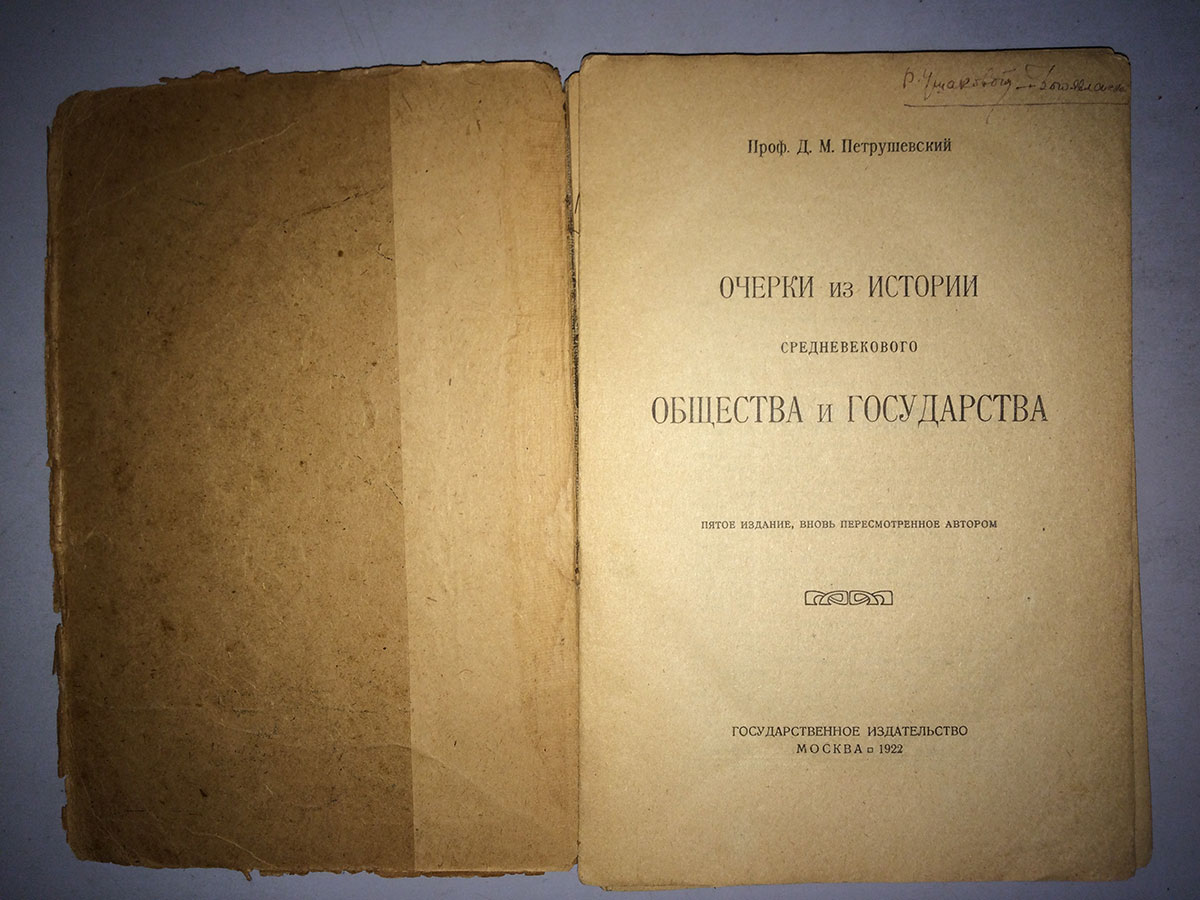 Проф. Д. М. Петрушевский
ОЧЕРКИ из ИСТОРИИ
СРЕДНЕВЕКОВОГО
ОБЩЕСТВА и ГОСУДАРСТВА
ПЯТОЕ ИЗДАНИЕ, ВНОВЬ ПЕРЕСМОТРЕННОЕ АВТОРОМ
ГОСУДАРСТВЕННОЕ ИЗДАТЕЛЬСТВО
МОСКВА □ 1922